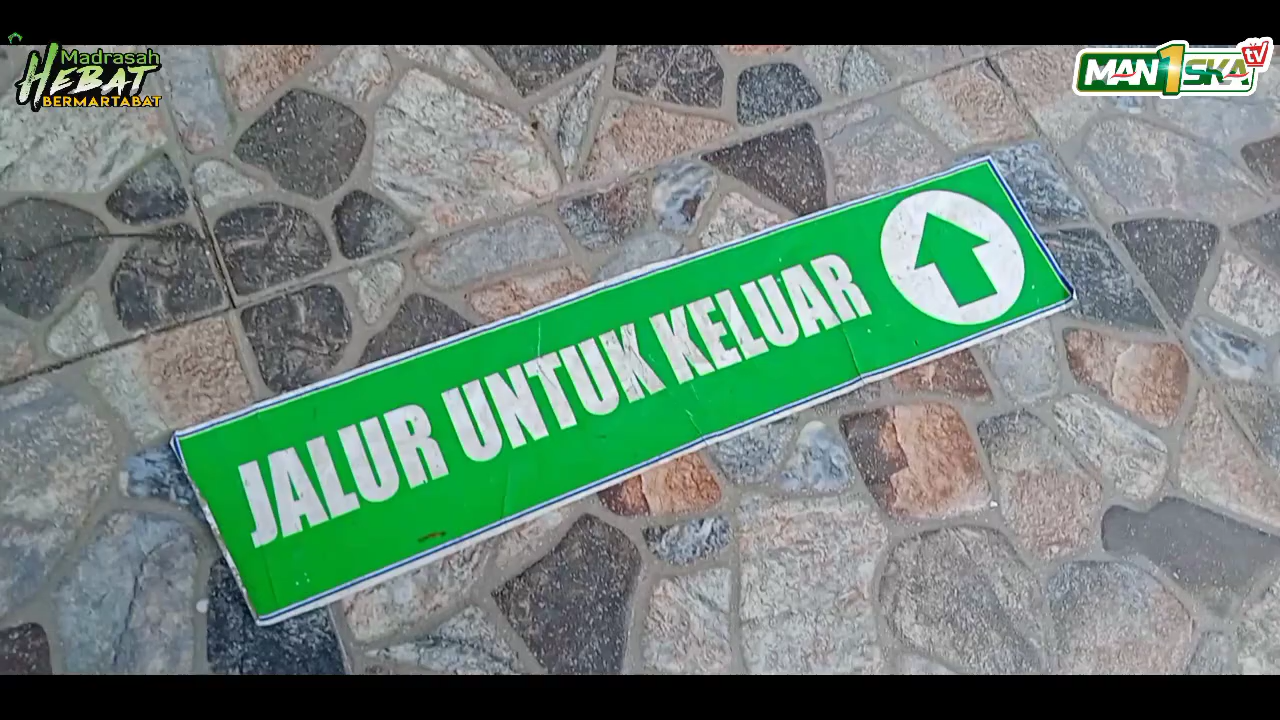 Madrasah
HEBAT
BERMARTABAT
MAN1SKA tv
JALUR UNTUK KELUAR